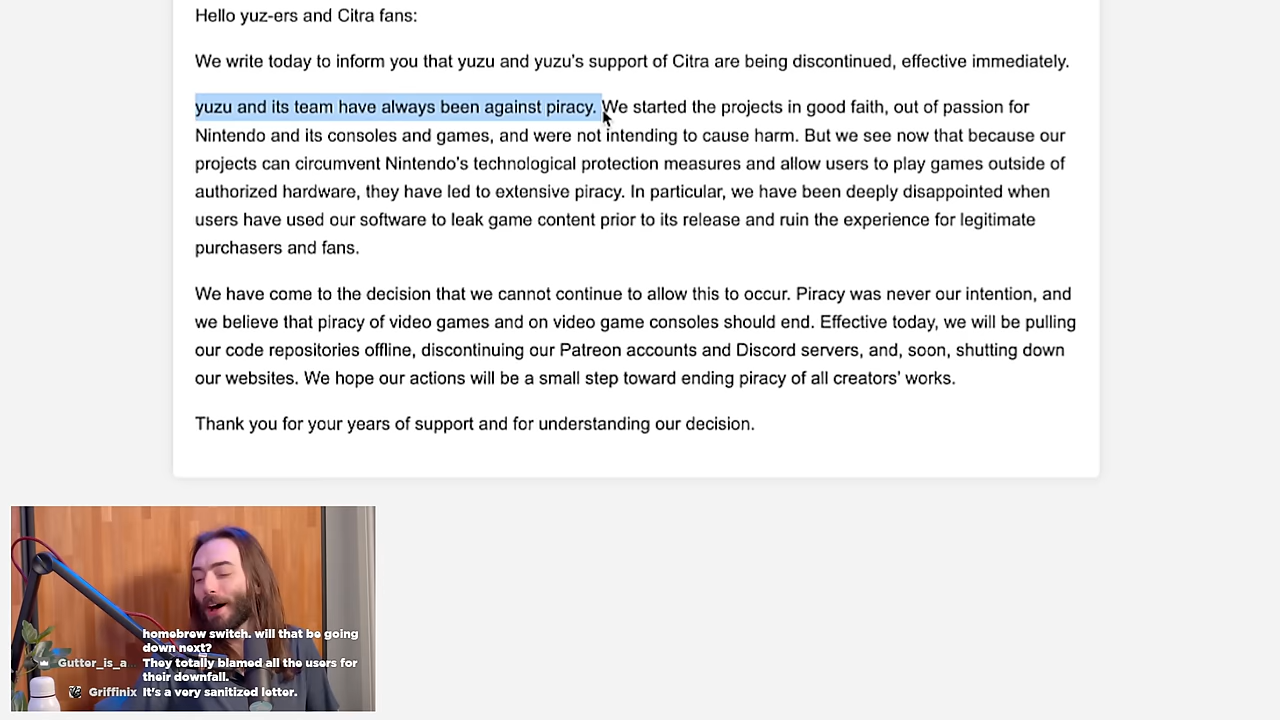 Hello yuz-ers and Citra fans:
We write today to inform you that yuzu and yuzu's support of Citra are being discontinued, effective immediately.
yuzu and its team have always been against piracy. We started the projects in good faith, out of passion for
Nintendo and its consoles and games, and were not intending to cause harm. But we see now that because our
projects can circumvent Nintendo's technological protection measures and allow users to play games outside of
authorized hardware, they have led to extensive piracy. In particular, we have been deeply disappointed when
users have used our software to leak game content prior to its release and ruin the experience for legitimate
purchasers and fans.
We have come to the decision that we cannot continue to allow this to occur. Piracy was never our intention, and
we believe that piracy of video games and on video game consoles should end. Effective today, we will be pulling
our code repositories offline, discontinuing our Patreon accounts and Discord servers, and, soon, shutting down
our websites. We hope our actions will be a small step toward ending piracy of all creators' works.
Thank you for your years of support and for understanding our decision.
homebrew switch. will that be going
down next?
Gutter_is_a... They totally blamed all the users for
their downfall.
Griffinix It's a very sanitized letter.